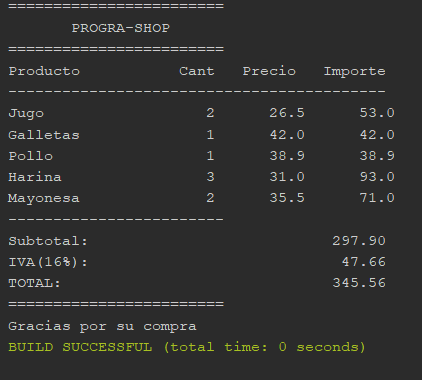 ========================
PROGRA-SHOP
========================
Producto Cant Precio Importe
------------------------------------------
Jugo 2 26.5 53.0
Galletas 1 42.0 42.0
Pollo 1 38.9 38.9
Harina 3 31.0 93.0
Mayonesa 2 35.5 71.0
------------------------
Subtotal: 297.90
IVA(16%): 47.66
TOTAL: 345.56
========================
Gracias por su compra
BUILD SUCCESSFUL (total time: 0 seconds)